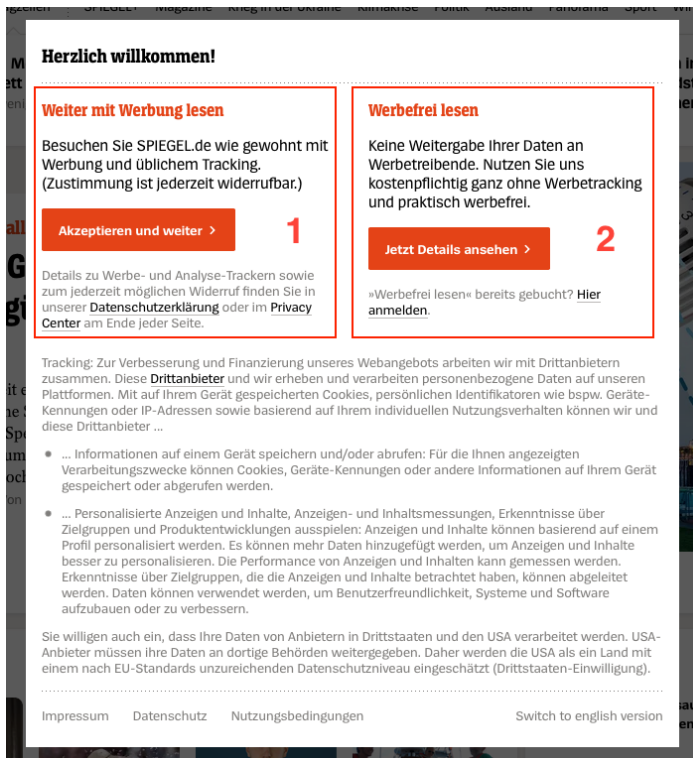 zellen SPIEGEL+ Magazine Krieg in der Ukraine Klimakrise Politik Ausland Panorama Sport
Herzlich willkommen!
Weiter mit Werbung lesen
Besuchen Sie SPIEGEL.de wie gewohnt mit
Werbung und üblichem Tracking.
(Zustimmung ist jederzeit widerrufbar.)
Akzeptieren und weiter >
1
Details zu Werbe- und Analyse-Trackern sowie
zum jederzeit möglichen Widerruf finden Sie in
unserer Datenschutzerklärung oder im Privacy
Center am Ende jeder Seite.
Werbefrei lesen
Keine Weitergabe Ihrer Daten an
Werbetreibende. Nutzen Sie uns
kostenpflichtig ganz ohne Werbetracking
und praktisch werbefrei.
Jetzt Details ansehen >
2
»Werbefrei lesen« bereits gebucht? Hier
anmelden.
Tracking: Zur Verbesserung und Finanzierung unseres Webangebots arbeiten wir mit Drittanbietern
zusammen. Diese Drittanbieter und wir erheben und verarbeiten personenbezogene Daten auf unseren
Plattformen. Mit auf Ihrem Gerät gespeicherten Cookies, persönlichen Identifikatoren wie bspw. Geräte-
Kennungen oder IP-Adressen sowie basierend auf Ihrem individuellen Nutzungsverhalten können wir und
diese Drittanbieter ...
• ... Informationen auf einem Gerät speichern und/oder abrufen: Für die Ihnen angezeigten
Verarbeitungszwecke können Cookies, Geräte-Kennungen oder andere Informationen auf Ihrem Gerät
gespeichert oder abgerufen werden.
• ... Personalisierte Anzeigen und Inhalte, Anzeigen- und Inhaltsmessungen, Erkenntnisse über
Zielgruppen und Produktentwicklungen ausspielen: Anzeigen und Inhalte können basierend auf einem
Profil personalisiert werden. Es können mehr Daten hinzugefügt werden, um Anzeigen und Inhalte
besser zu personalisieren. Die Performance von Anzeigen und Inhalten kann gemessen werden.
Erkenntnisse über Zielgruppen, die die Anzeigen und Inhalte betrachtet haben, können abgeleitet
werden. Daten können verwendet werden, um Benutzerfreundlichkeit, Systeme und Software
aufzubauen oder zu verbessern.
Sie willigen auch ein, dass Ihre Daten von Anbietern in Drittstaaten und den USA verarbeitet werden. USA-
Anbieter müssen ihre Daten an dortige Behörden weitergegeben. Daher werden die USA als ein Land mit
einem nach EU-Standards unzureichenden Datenschutzniveau eingeschätzt (Drittstaaten-Einwilligung).
Impressum Datenschutz Nutzungsbedingungen Switch to english version